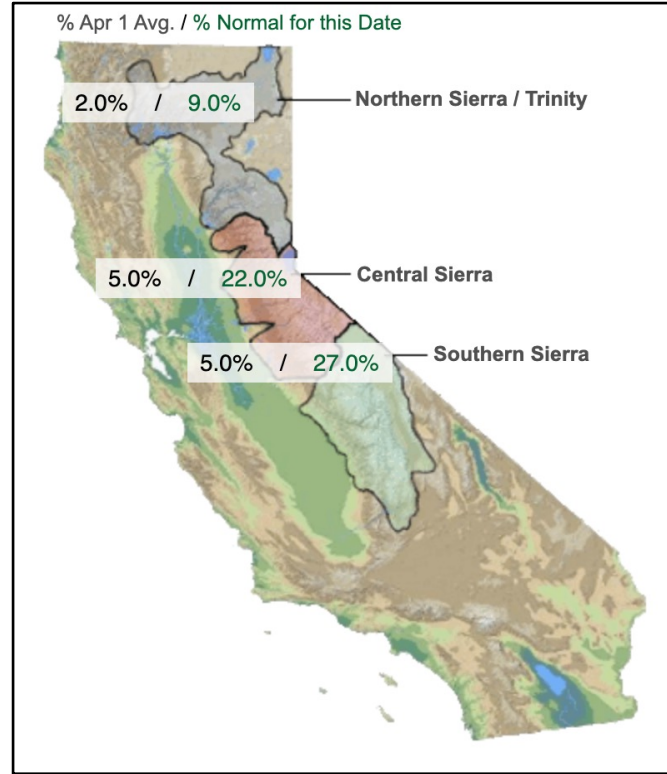 % Apr 1 Avg. / % Normal for this Date
2.0% / 9.0%
Northern Sierra / Trinity
5.0% / 22.0%
Central Sierra
5.0% / 27.0%
Southern Sierra